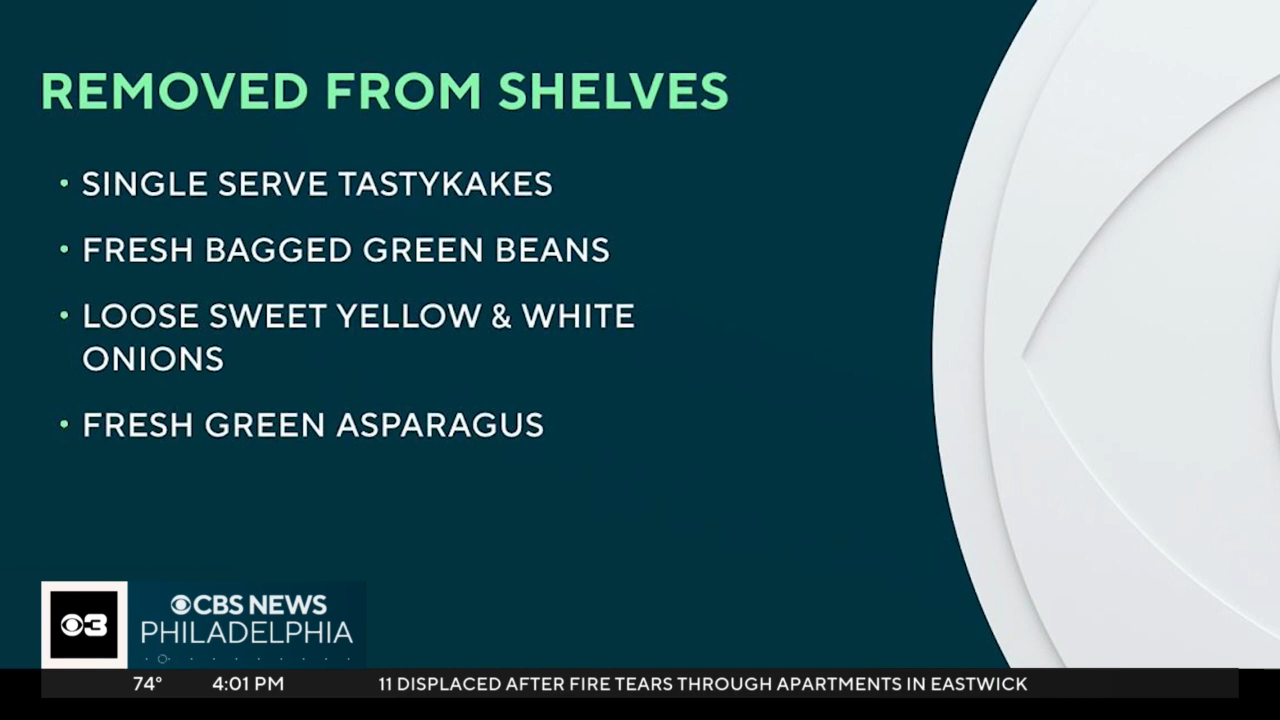 REMOVED FROM SHELVES
• SINGLE SERVE TASTYKAKES
• FRESH BAGGED GREEN BEANS
• LOOSE SWEET YELLOW & WHITE
ONIONS
• FRESH GREEN ASPARAGUS
3
CBS NEWS
PHILADELPHIA
74° 4:01 PM 11 DISPLACED AFTER FIRE TEARS THROUGH APARTMENTS IN EASTWICK